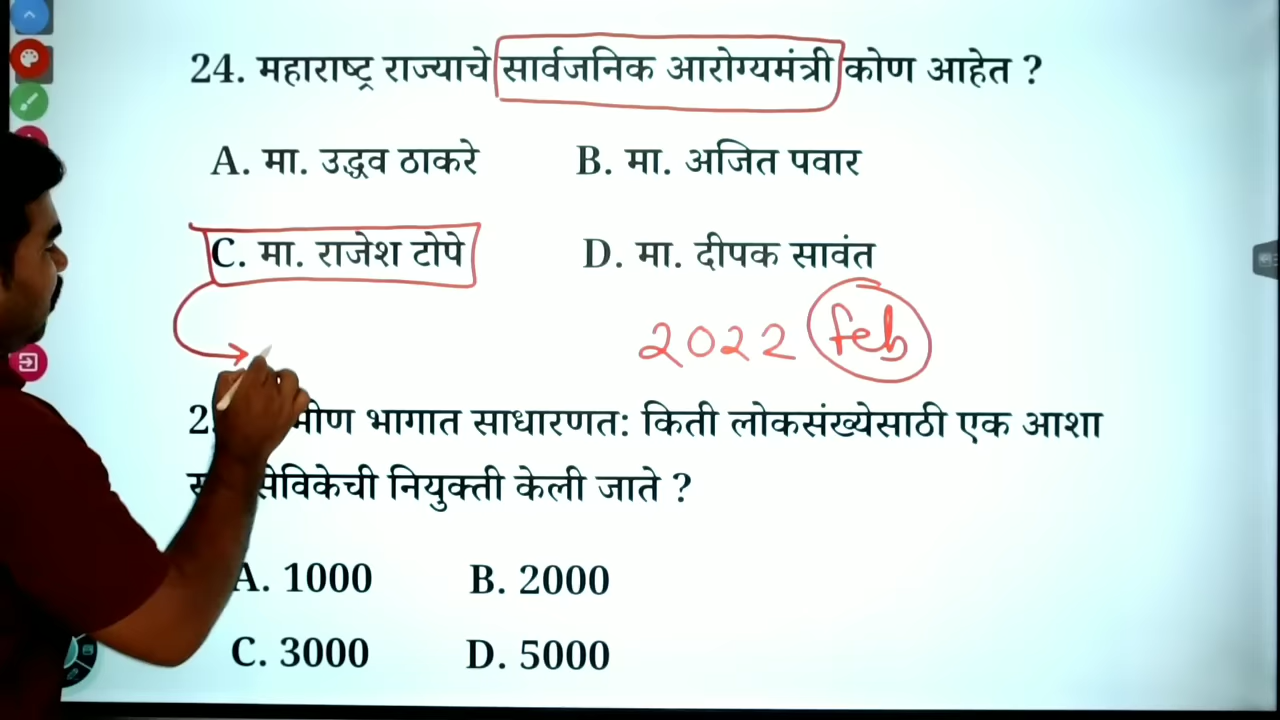 24. महाराष्ट्र राज्याचे सार्वजनिक आरोग्यमंत्री कोण आहेत ?
A. मा. उद्धव ठाकरे B. मा. अजित पवार
C. मा. राजेश टोपे D. मा. दीपक सावंत
2022 feb
भागात साधारणत: किती लोकसंख्येसाठी एक आशा
नियुक्ती केली जाते ?
A. 1000 B. 2000
C. 3000 D. 5000